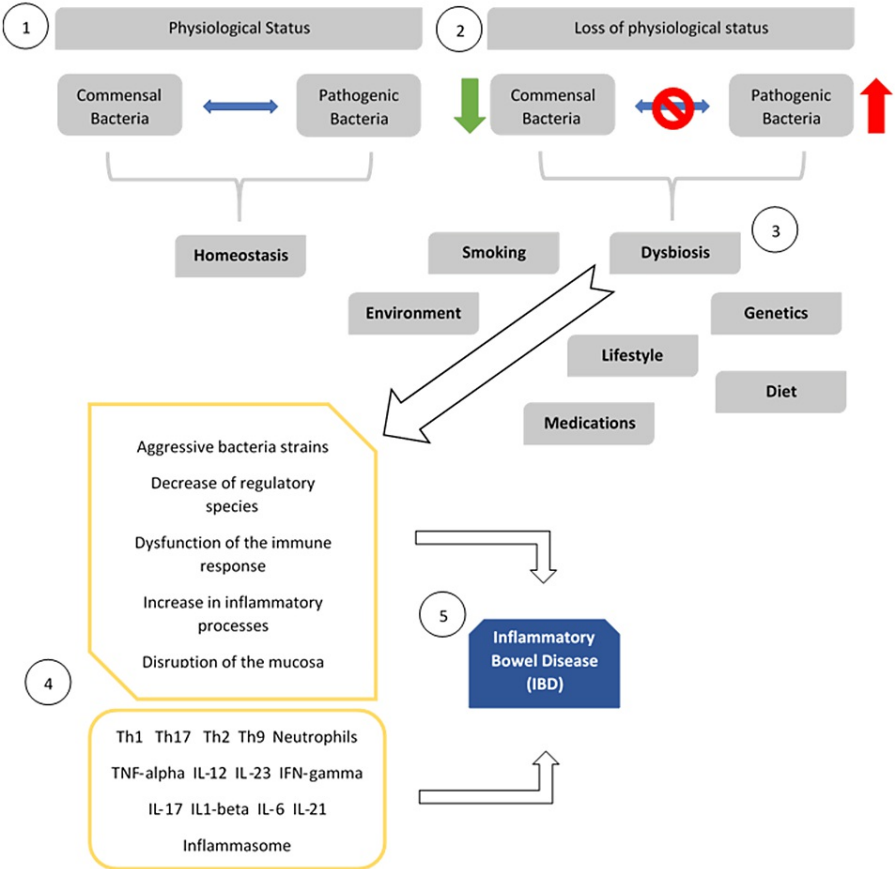 1
Physiological Status
2
Loss of physiological status
Commensal
Bacteria
Pathogenic
Bacteria
Commensal
Bacteria
Pathogenic
Bacteria
3
Homeostasis
Smoking
Dysbiosis
Environment
Genetics
Lifestyle
Diet
Medications
Aggressive bacteria strains
Decrease of regulatory
species
Dysfunction of the immune
response
Increase in inflammatory
processes
Disruption of the mucosa
4
5
Inflammatory
Bowel Disease
(IBD)
Th1 Th17 Th2 Th9 Neutrophils
TNF-alpha IL-12 IL-23 IFN-gamma
IL-17 IL1-beta IL-6 IL-21
Inflammasome